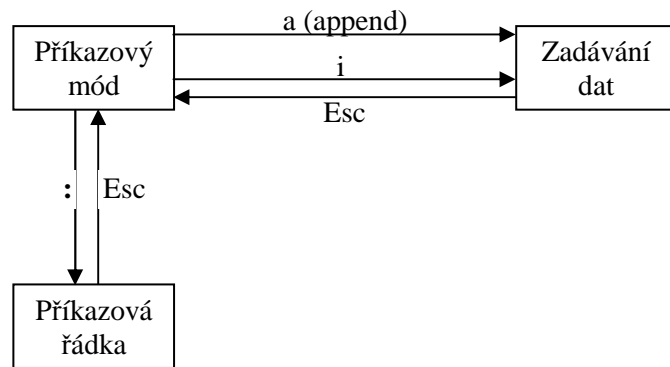 a (append)
Příkazový
mód
Zadávání
dat
i
Esc
:
Esc
Příkazová
řádka